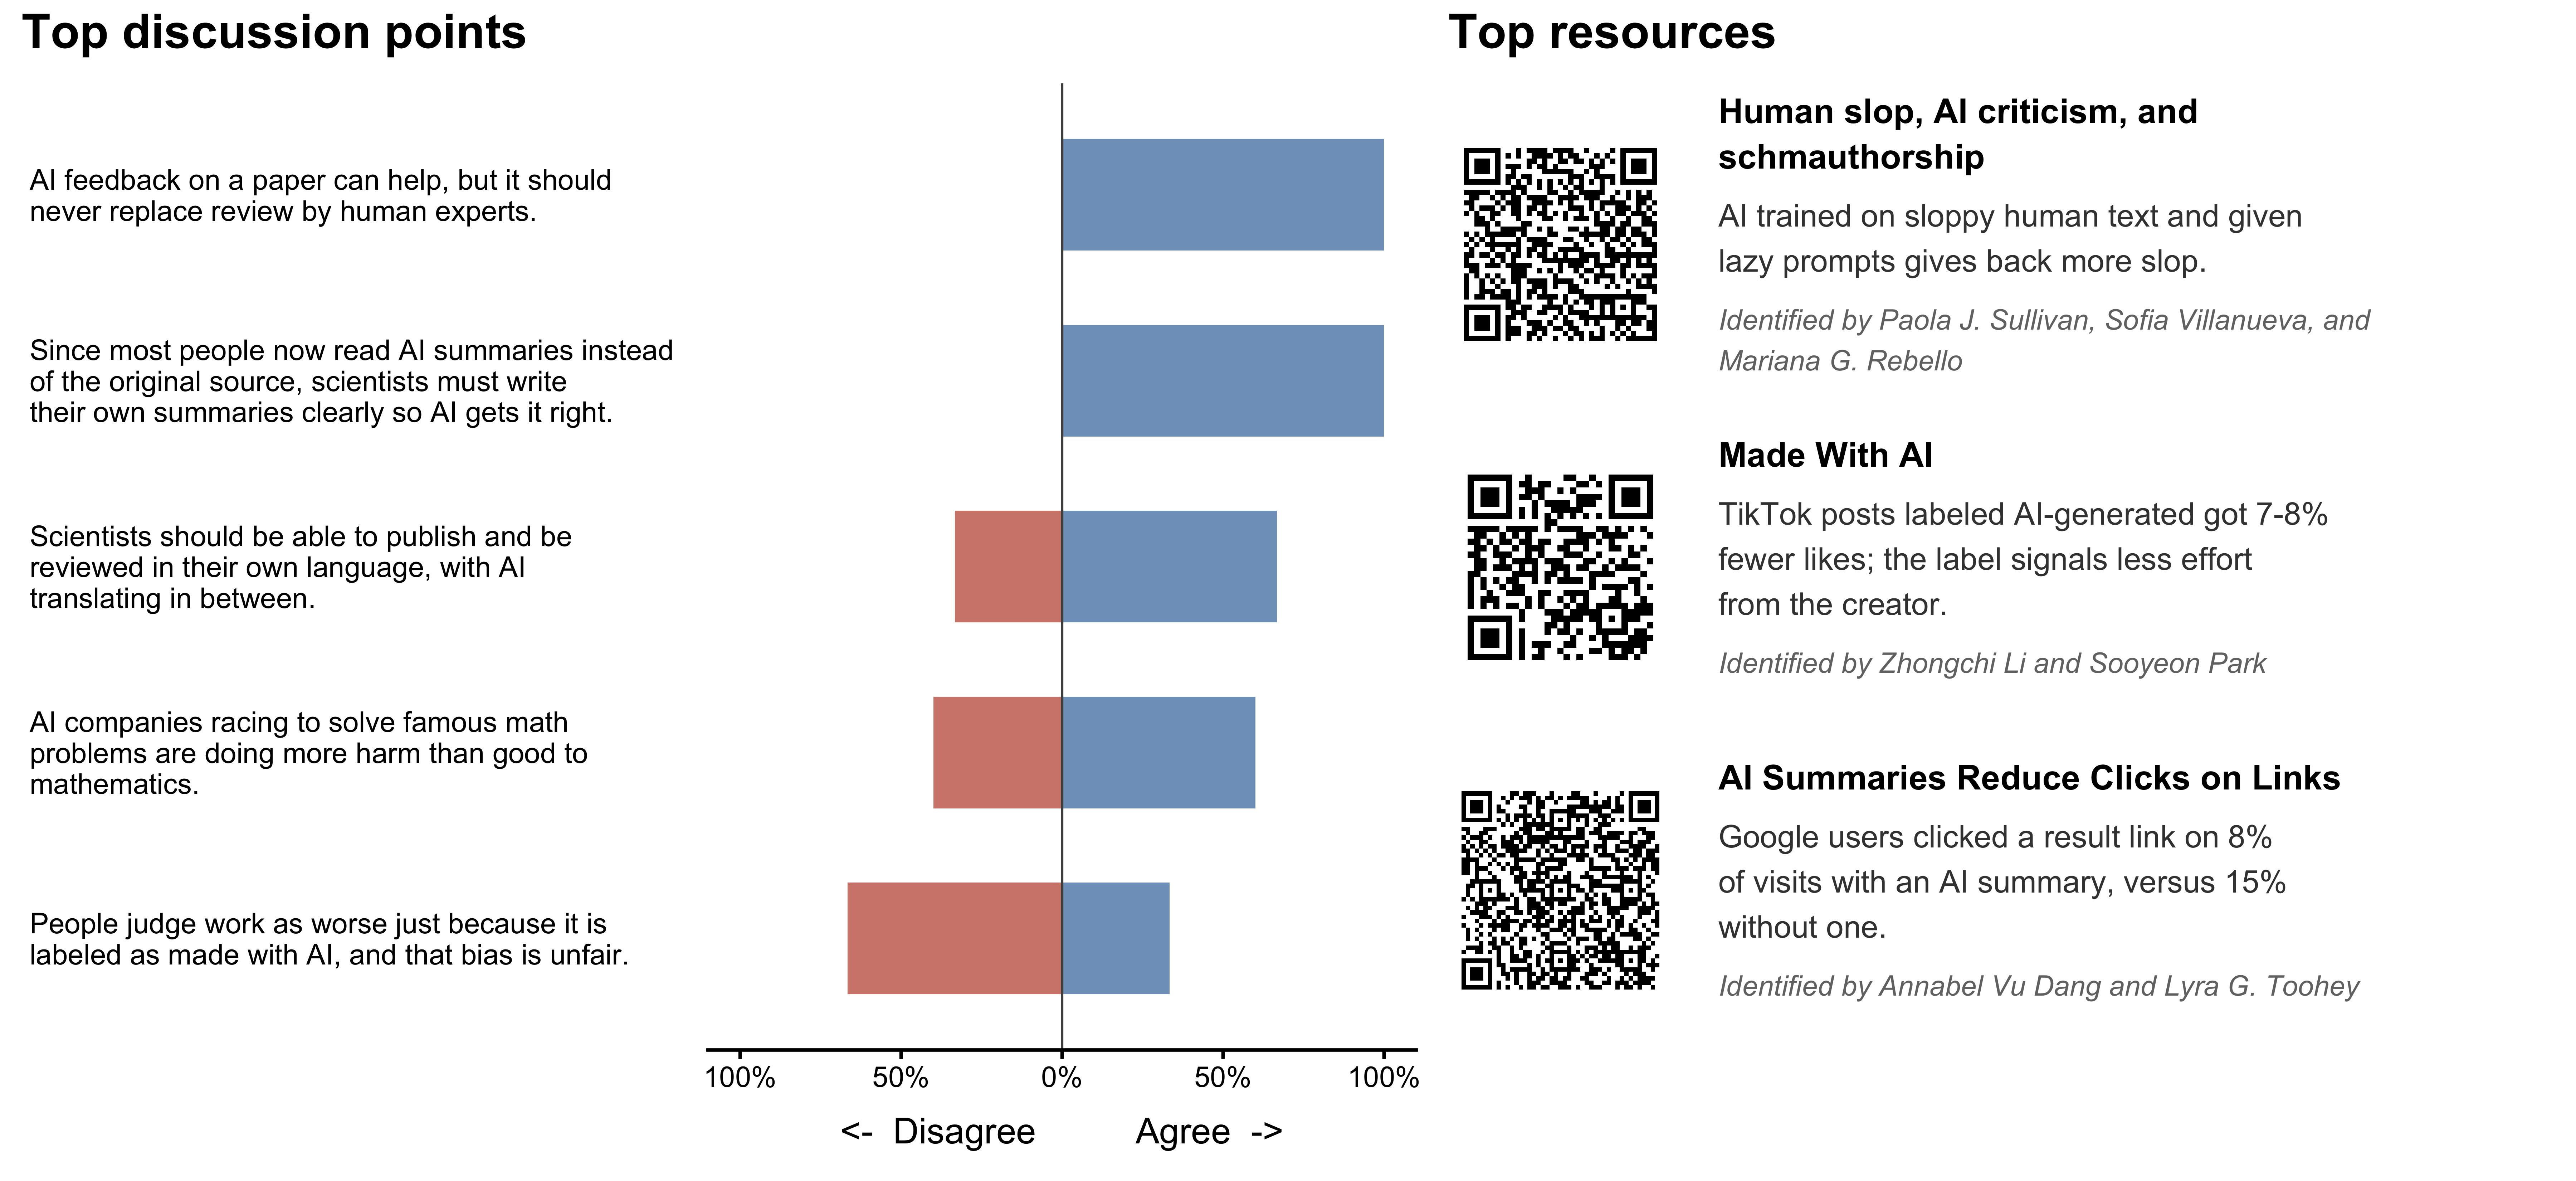 Top discussion points
AI feedback on a paper can help, but it should
never replace review by human experts.
Since most people now read AI summaries instead
of the original source, scientists must write
their own summaries clearly so AI gets it right.
Scientists should be able to publish and be
reviewed in their own language, with AI
translating in between.
AI companies racing to solve famous math
problems are doing more harm than good to
mathematics.
People judge work as worse just because it is
labeled as made with AI, and that bias is unfair.
100% 50% 0% 50% 100%
<- Disagree Agree ->
Top resources
Human slop, AI criticism, and
schmauthorship
AI trained on sloppy human text and given
lazy prompts gives back more slop.
Identified by Paola J. Sullivan, Sofia Villanueva, and
Mariana G. Rebello
Made With AI
TikTok posts labeled AI-generated got 7-8%
fewer likes; the label signals less effort
from the creator.
Identified by Zhongchi Li and Sooyeon Park
AI Summaries Reduce Clicks on Links
Google users clicked a result link on 8%
of visits with an AI summary, versus 15%
without one.
Identified by Annabel Vu Dang and Lyra G. Toohey